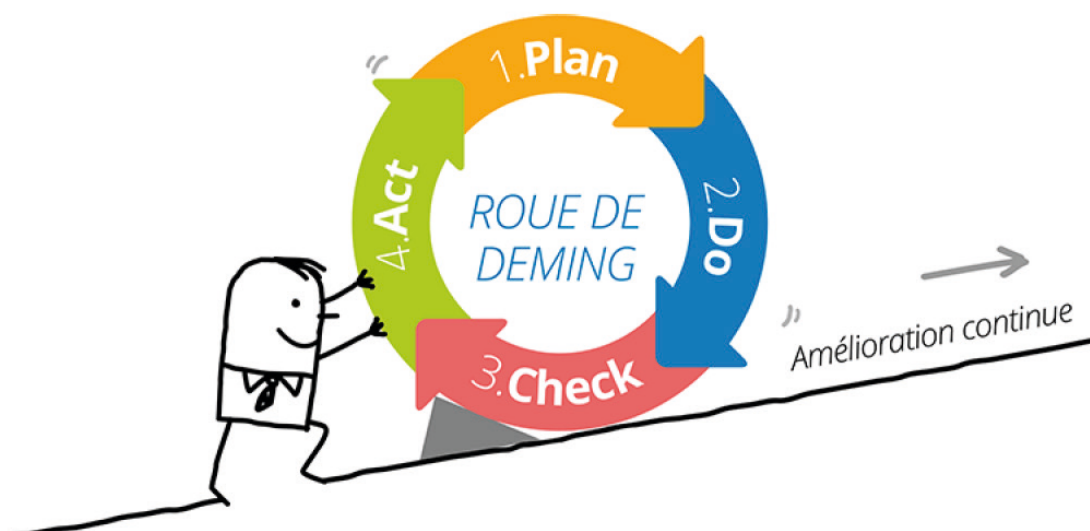 1.Plan
2.Do
3.Check
4.Act
ROUE DE
DEMING
Amélioration continue